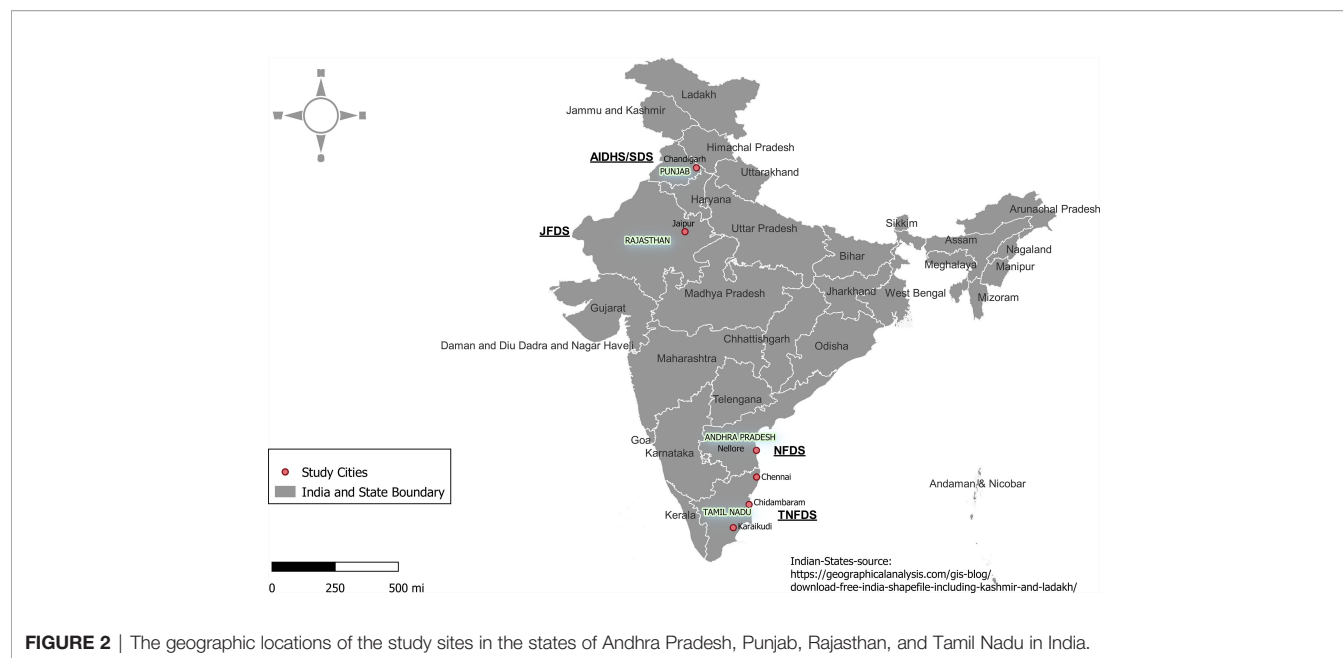 N
W E
S
Ladakh
Jammu and Kashmir
Himachal Pradesh
AIDHS/SDS
Chandigarh
PUNJAB
Uttarakhand
Haryana
Arunachal Pradesh
Jaipur
Sikkim
JFDS
Uttar Pradesh
RAJASTHAN
Assam
Nagaland
Bihar
Meghalaya
Manipur
Madhya Pradesh
Jharkhand
West Bengal
Mizoram
Gujarat
Chhattishgarh
Odisha
Daman and Diu Dadra and Nagar Haveli
Maharashtra
Telengana
ANDHRA PRADESH
Goa
Nellore
NFDS
Karnataka
Study Cities
Chennai
Andaman & Nicobar
India and State Boundary
Chidambaram
Kerala
TAMIL NADU
TNFDS
Karaikudi
Indian-States-source:
https://geographicalanalysis.com/gis-blog/
download-free-india-shapefile-including-kashmir-and-ladakh/
0 250 500 mi
FIGURE 2 | The geographic locations of the study sites in the states of Andhra Pradesh, Punjab, Rajasthan, and Tamil Nadu in India.